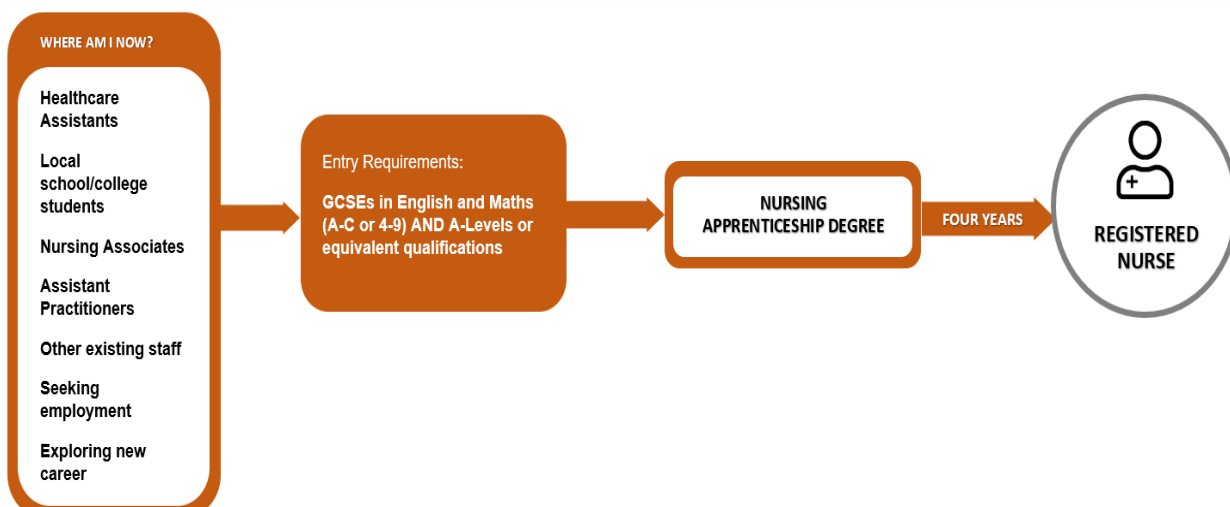 WHERE AM I NOW?
Healthcare
Assistants
Local
school/college
students
Nursing Associates
Assistant
Practitioners
Other existing staff
Seeking
employment
Exploring new
career
Entry Requirements:
GCSEs in English and Maths
(A-C or 4-9) AND A-Levels or
equivalent qualifications
NURSING
APPRENTICESHIP DEGREE
FOUR YEARS
REGISTERED
NURSE